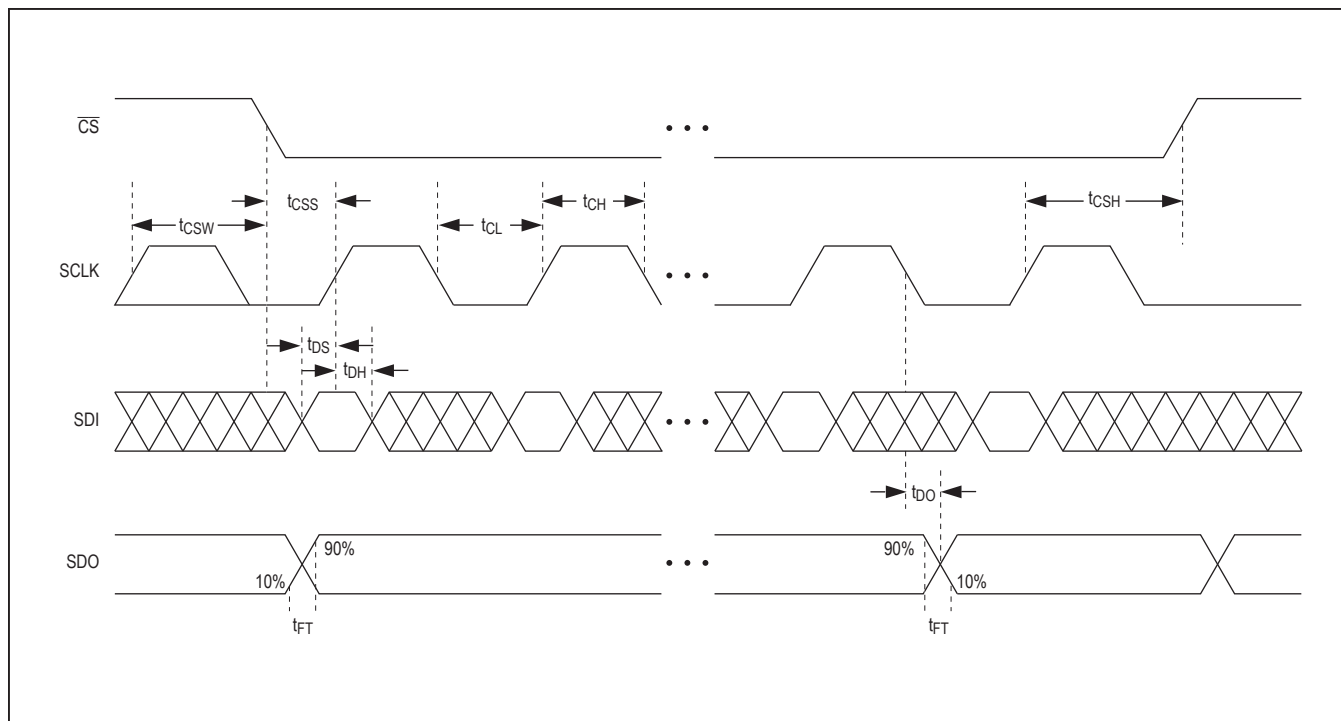 CS
tCSS
tCH
tCSH
tCSW
tCL
SCLK
tDS
tDH
SDI
tDO
90%
90%
SDO
10%
10%
tFT
tFT